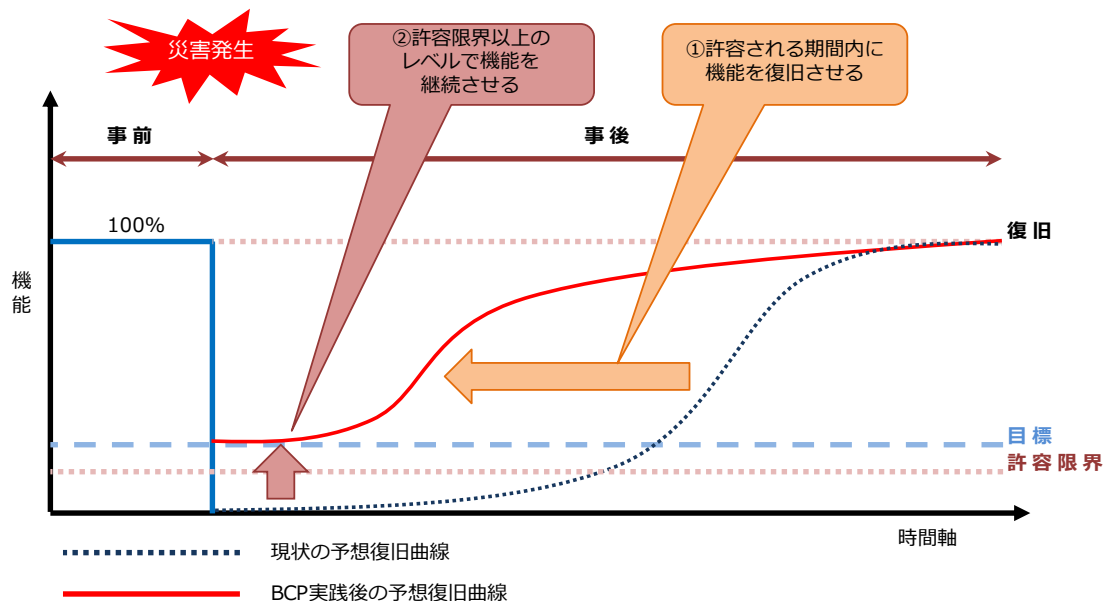 災害発生
②許容限界以上の
レベルで機能を
継続させる
①許容される期間内に
機能を復旧させる
事前
事後
100%
復旧
機
能
目標
許容限界
時間軸
現状の予想復旧曲線
BCP実践後の予想復旧曲線